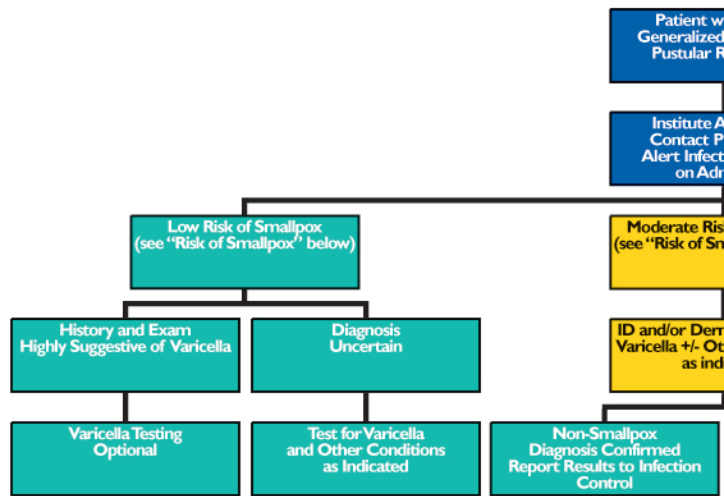 Patient w
Generalized
Pustular R
Institute A
Contact P
Alert Infect
on Adr
Low Risk of Smallpox
(see “Risk of Smallpox” below)
Moderate Ris
(see “Risk of Sm
History and Exam
Highly Suggestive of Varicella
Diagnosis
Uncertain
ID and/or Derm
Varicella +/- Ot
as indi
Varicella Testing
Optional
Test for Varicella
and Other Conditions
as Indicated
Non-Smallpox
Diagnosis Confirmed
Report Results to Infection
Control